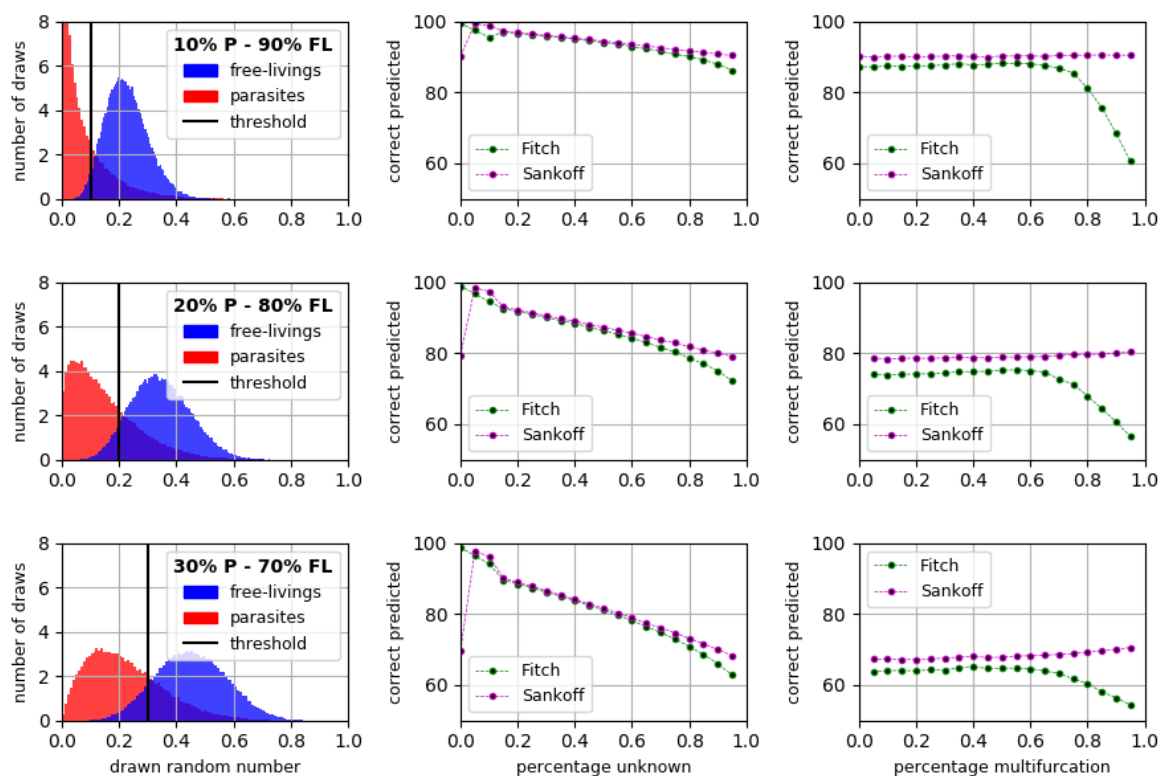 number of draws
8
6
4
2
0
0.0 0.2 0.4 0.6 0.8 1.0
10% P - 90% FL
free-livings
parasites
threshold
correct predicted
100
80
60
0.0 0.2 0.4 0.6 0.8 1.0
Fitch
Sankoff
correct predicted
100
80
60
0.0 0.2 0.4 0.6 0.8 1.0
Fitch
Sankoff
number of draws
8
6
4
2
0
0.0 0.2 0.4 0.6 0.8 1.0
20% P - 80% FL
free-livings
parasites
threshold
correct predicted
100
80
60
0.0 0.2 0.4 0.6 0.8 1.0
Fitch
Sankoff
correct predicted
100
80
60
0.0 0.2 0.4 0.6 0.8 1.0
Fitch
Sankoff
number of draws
8
6
4
2
0
0.0 0.2 0.4 0.6 0.8 1.0
drawn random number
30% P - 70% FL
free-livings
parasites
threshold
correct predicted
100
80
60
0.0 0.2 0.4 0.6 0.8 1.0
percentage unknown
Fitch
Sankoff
correct predicted
100
80
60
0.0 0.2 0.4 0.6 0.8 1.0
percentage multifurcation
Fitch
Sankoff